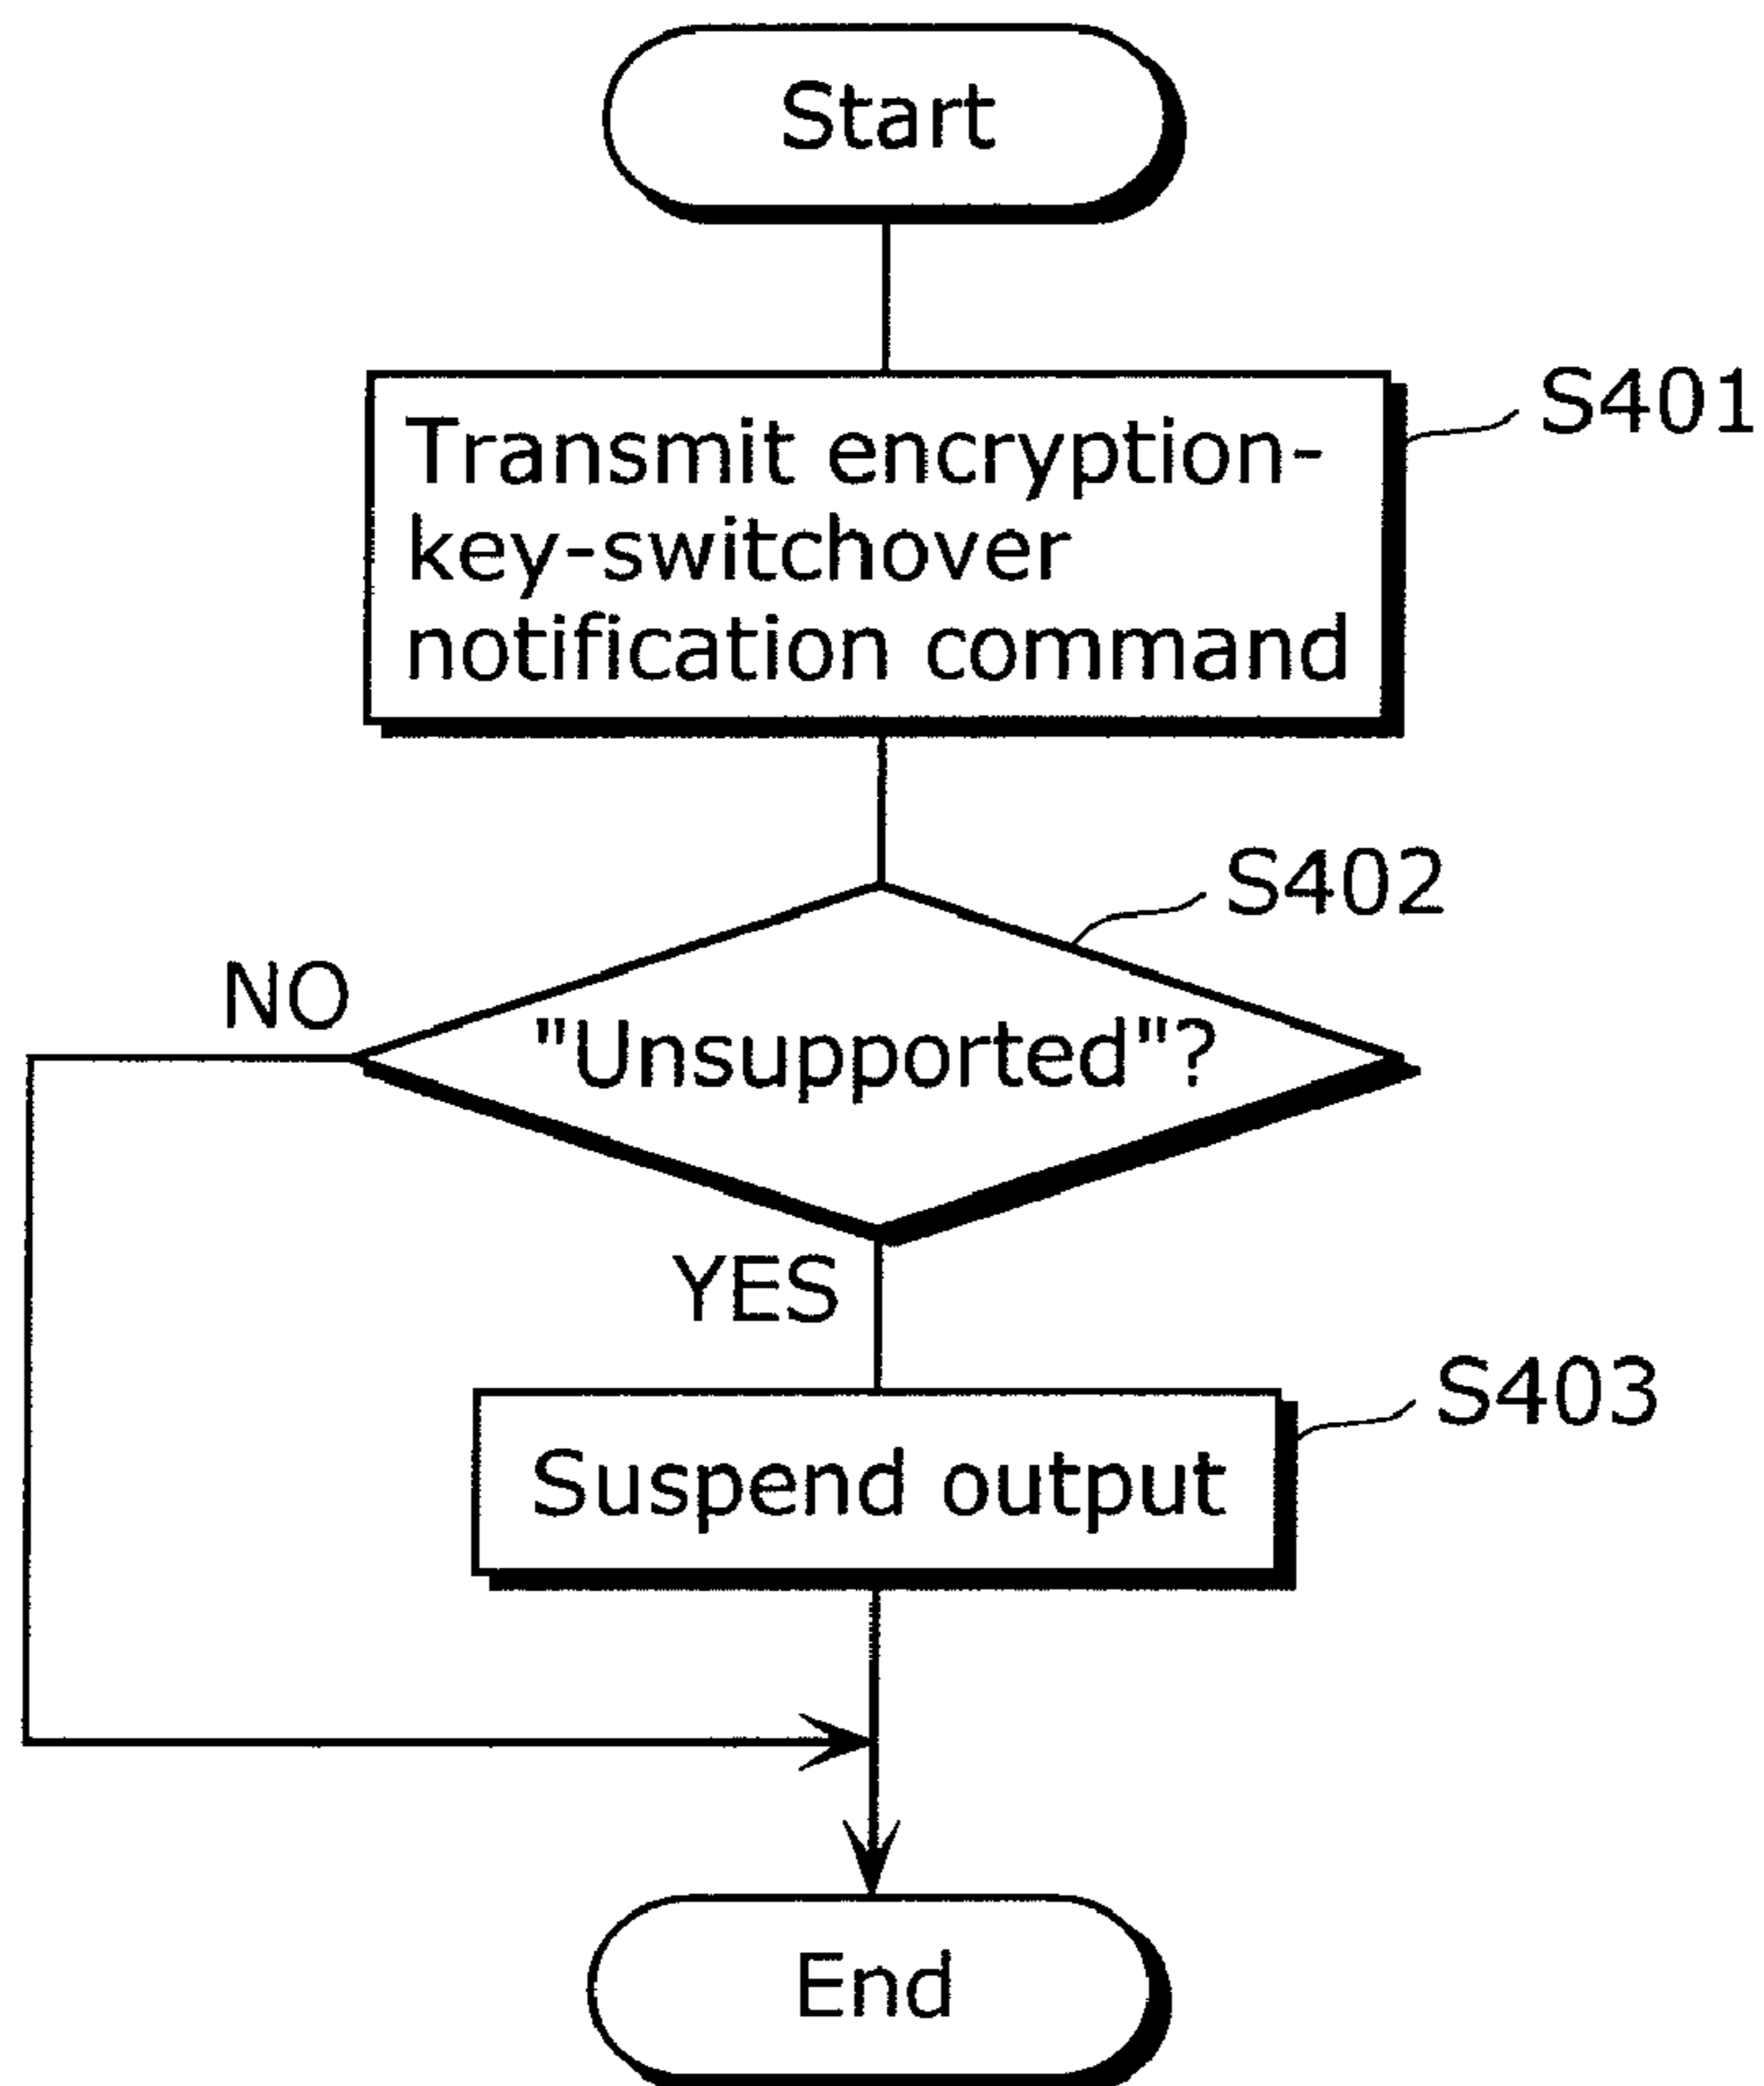 Start
S401
Transmit encryption-
key-switchover
notification command
S402
NO
"Unsupported"?
YES
S403
Suspend output
End